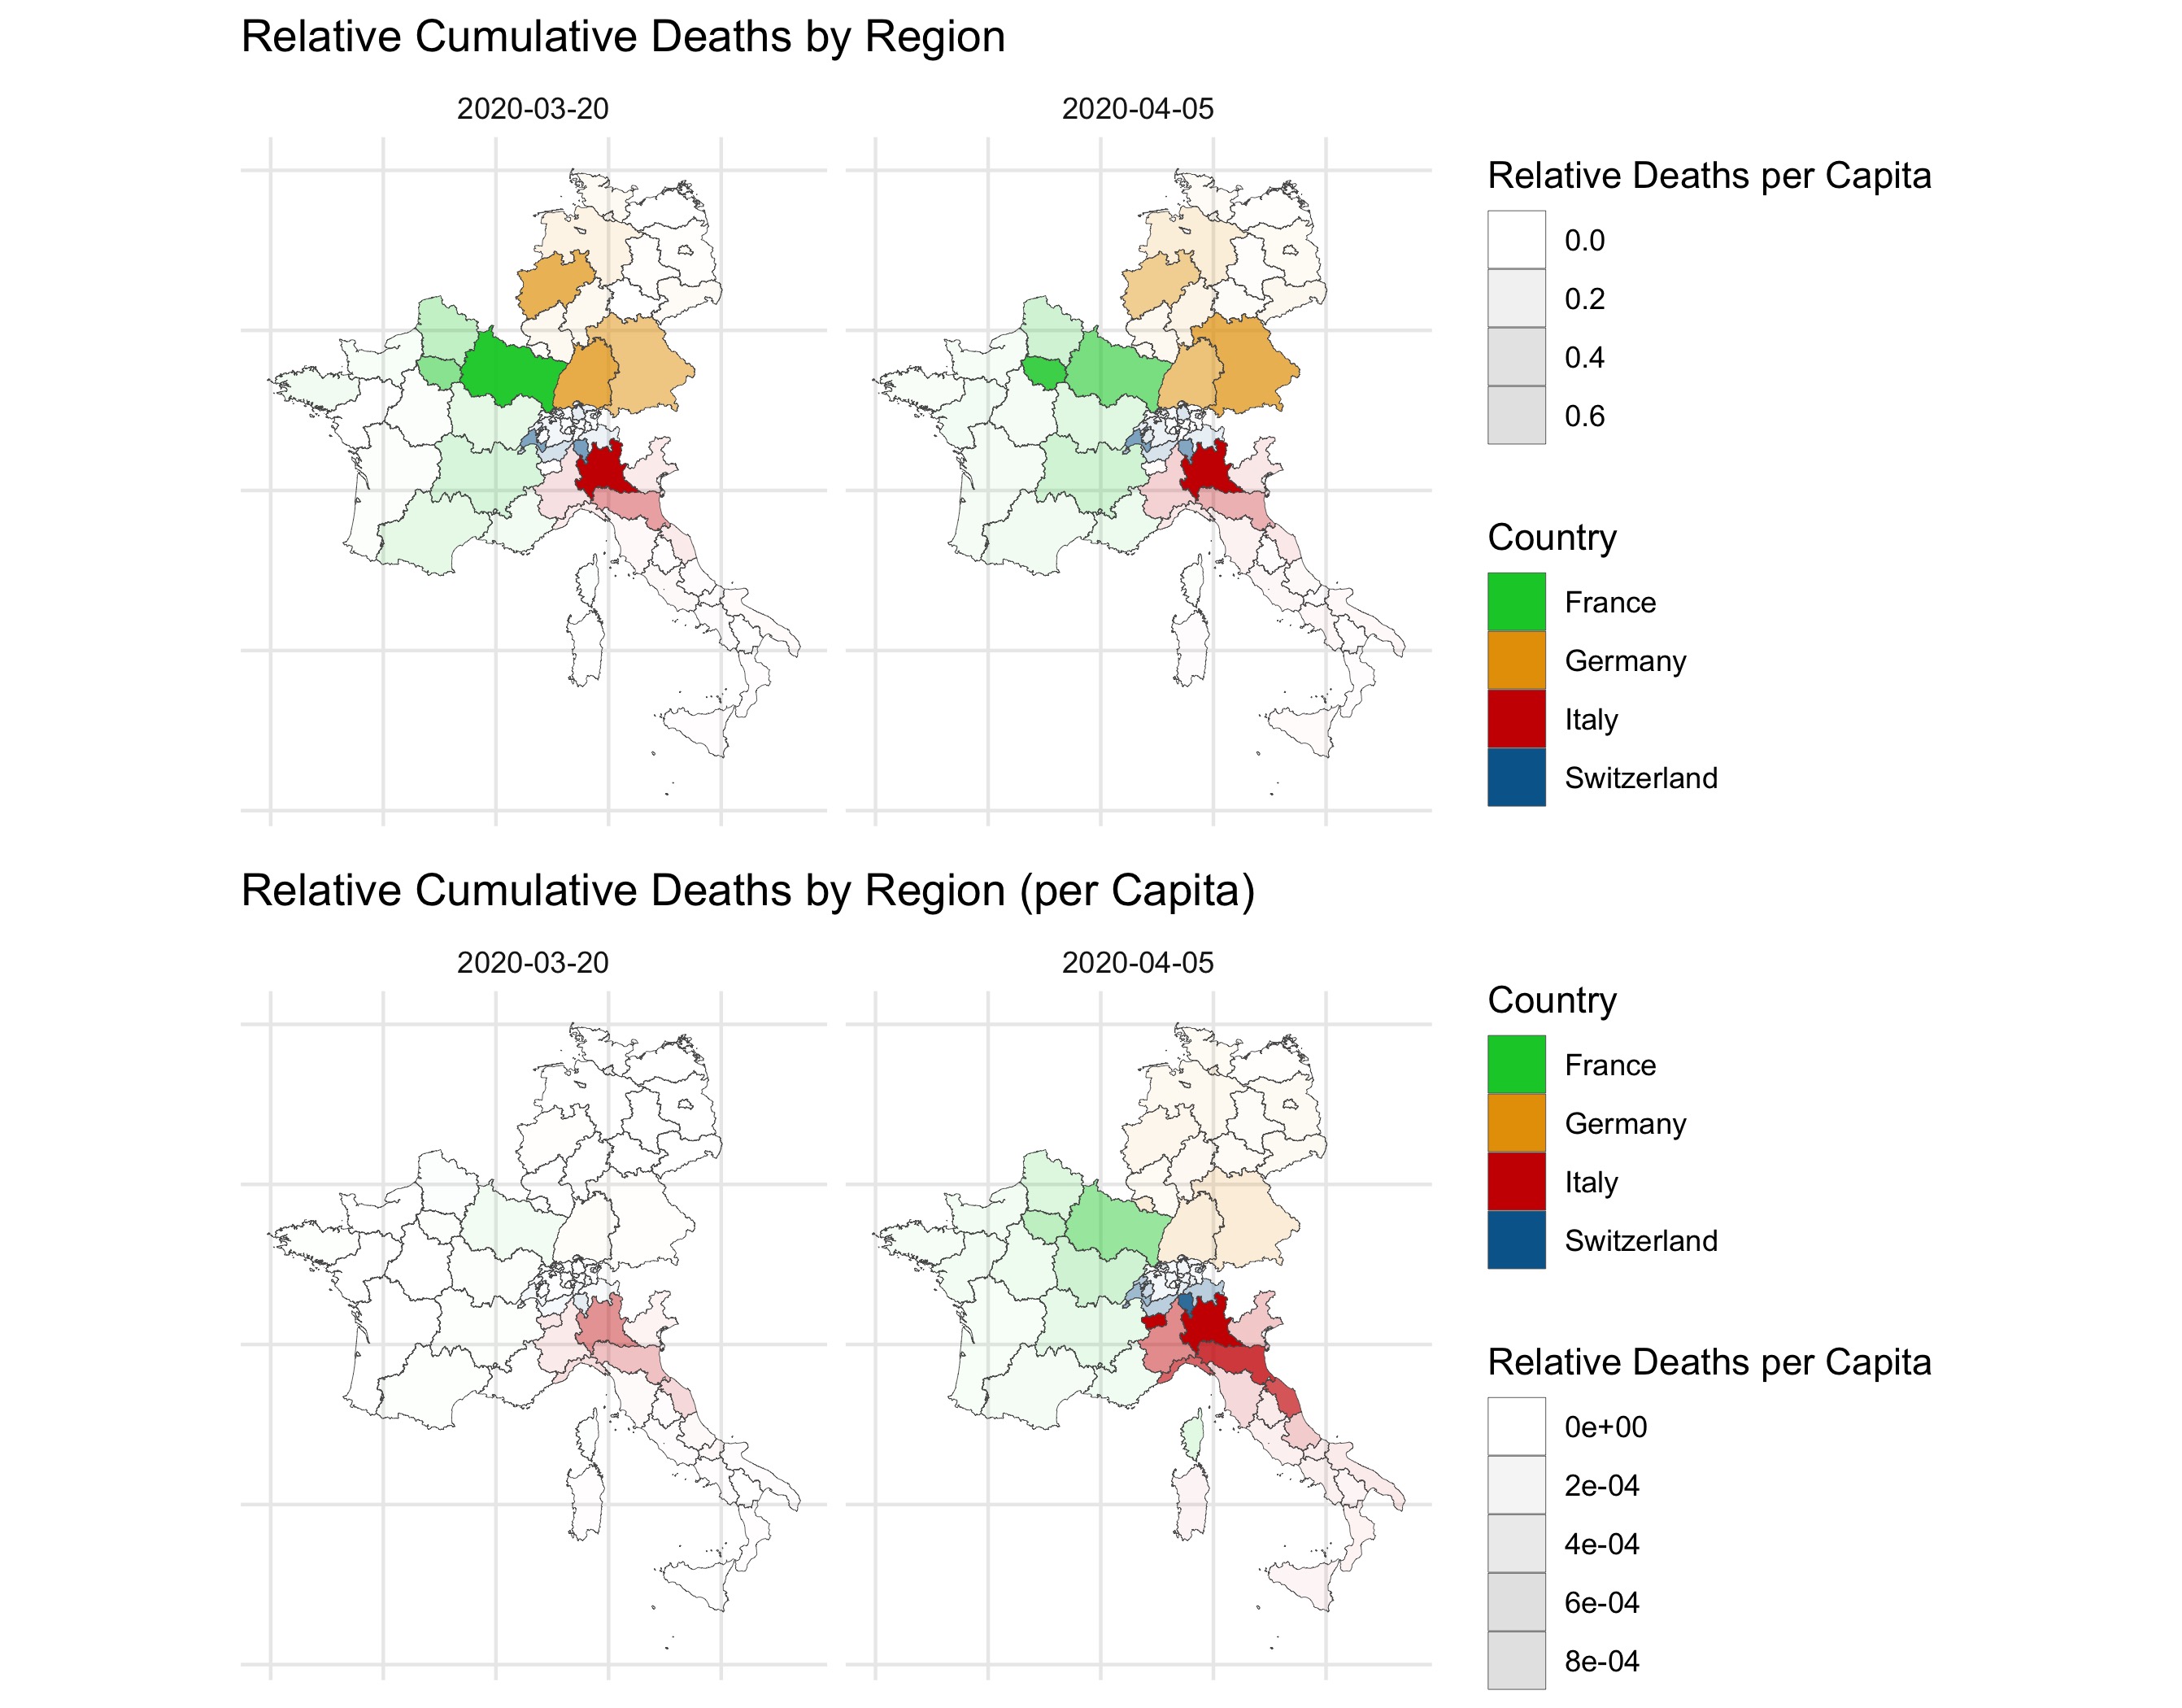 Relative Cumulative Deaths by Region
2020-03-20
2020-04-05
Relative Deaths per Capita
0.0
0.2
0.4
0.6
Country
France
Germany
Italy
Switzerland
Relative Cumulative Deaths by Region (per Capita)
2020-03-20
2020-04-05
Country
France
Germany
Italy
Switzerland
Relative Deaths per Capita
0e+00
2e-04
4e-04
6e-04
8e-04